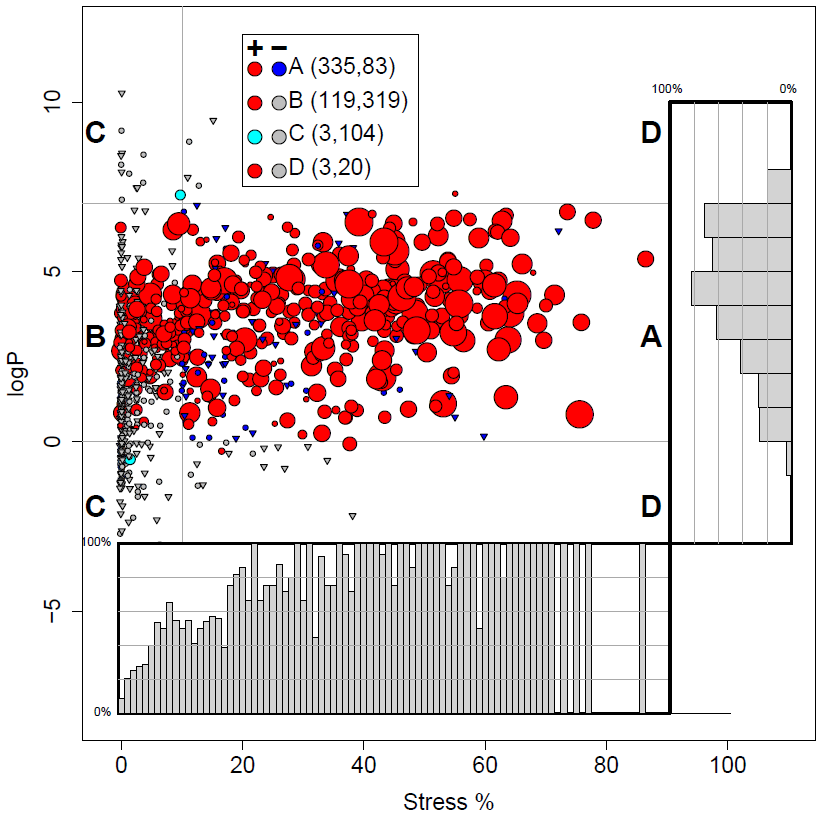 + −
A (335,83)
B (119,319)
C (3,104)
D (3,20)
100% 0%
C D
B A
C D
10
5
0
−5
logP
100%
0%
0 20 40 60 80 100
Stress %